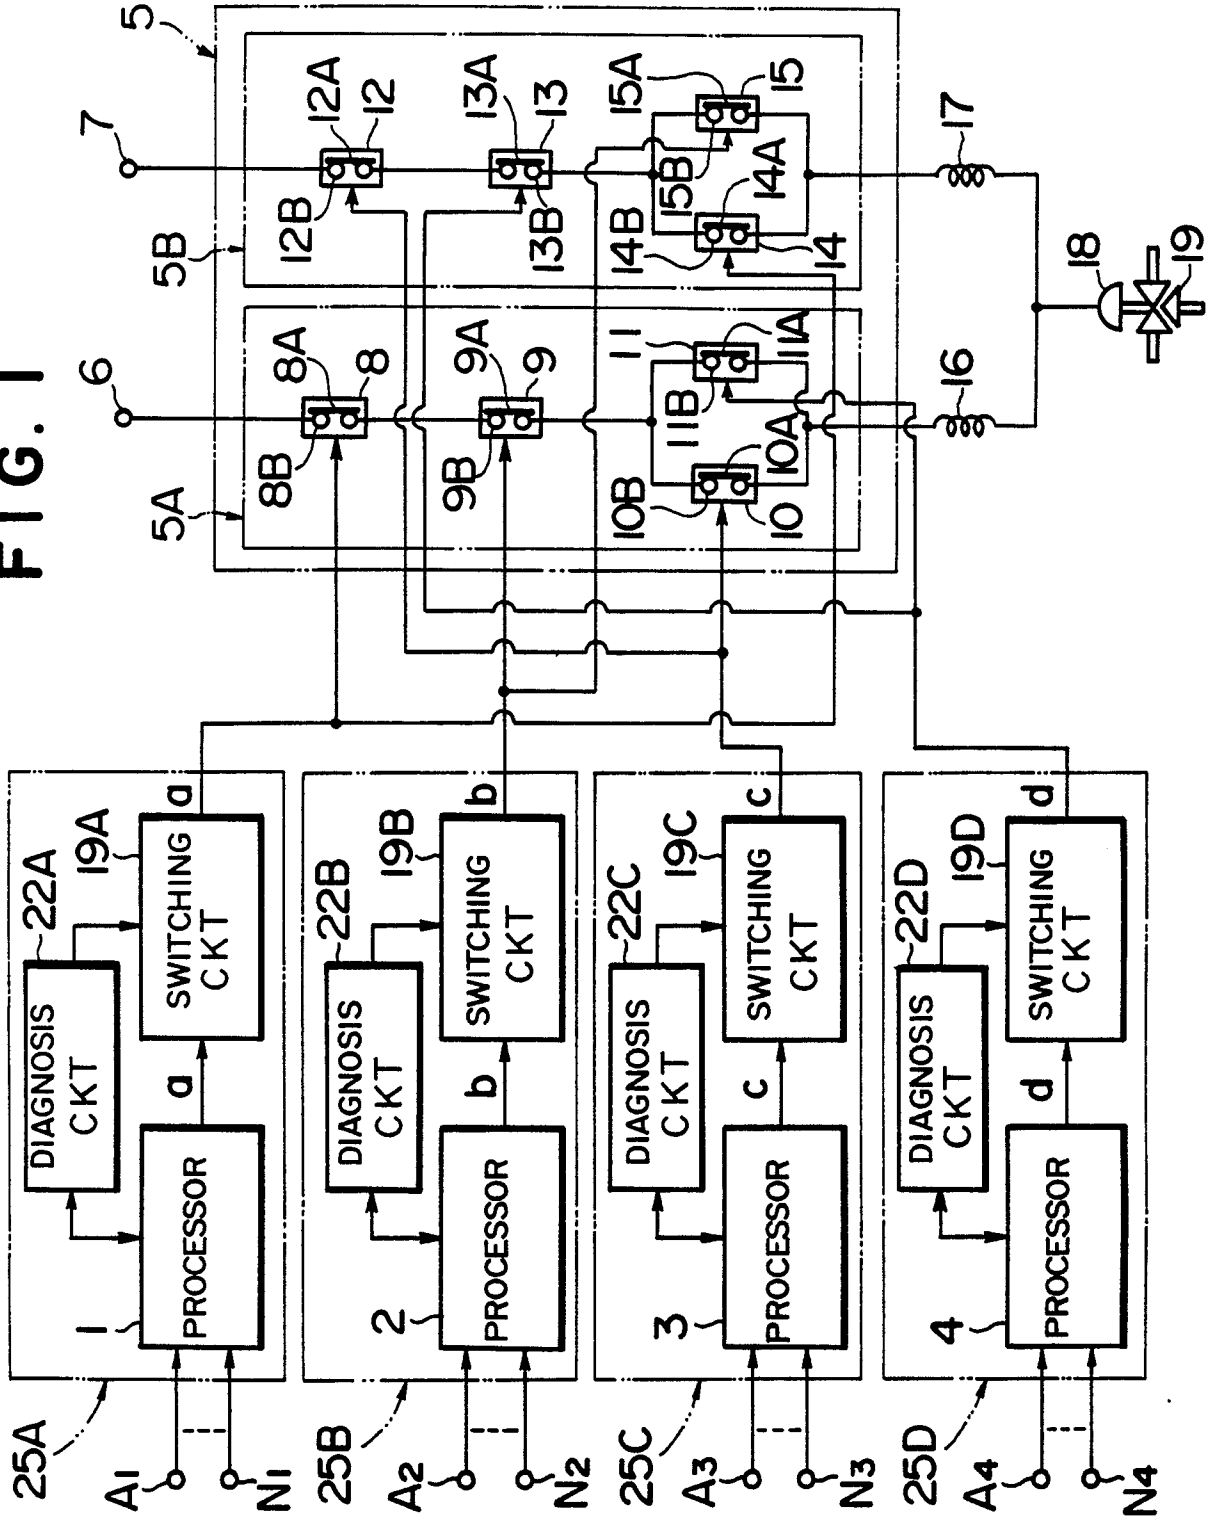 FIG. 1
25A
A1
N1
1
PROCESSOR
DIAGNOSIS
CKT
22A
a
SWITCHING
CKT
19A
a
25B
A2
N2
2
PROCESSOR
DIAGNOSIS
CKT
22B
b
SWITCHING
CKT
19B
b
25C
A3
N3
3
PROCESSOR
DIAGNOSIS
CKT
22C
c
SWITCHING
CKT
19C
c
25D
A4
N4
4
PROCESSOR
DIAGNOSIS
CKT
22D
d
SWITCHING
CKT
19D
d
5
5A
6
8B
8A
8
9B
9A
9
10B
10A
10
11
11B
11A
16
5B
7
12B
12A
12
13A
13
13B
14B
14A
14
15B
15A
15
17
18
19